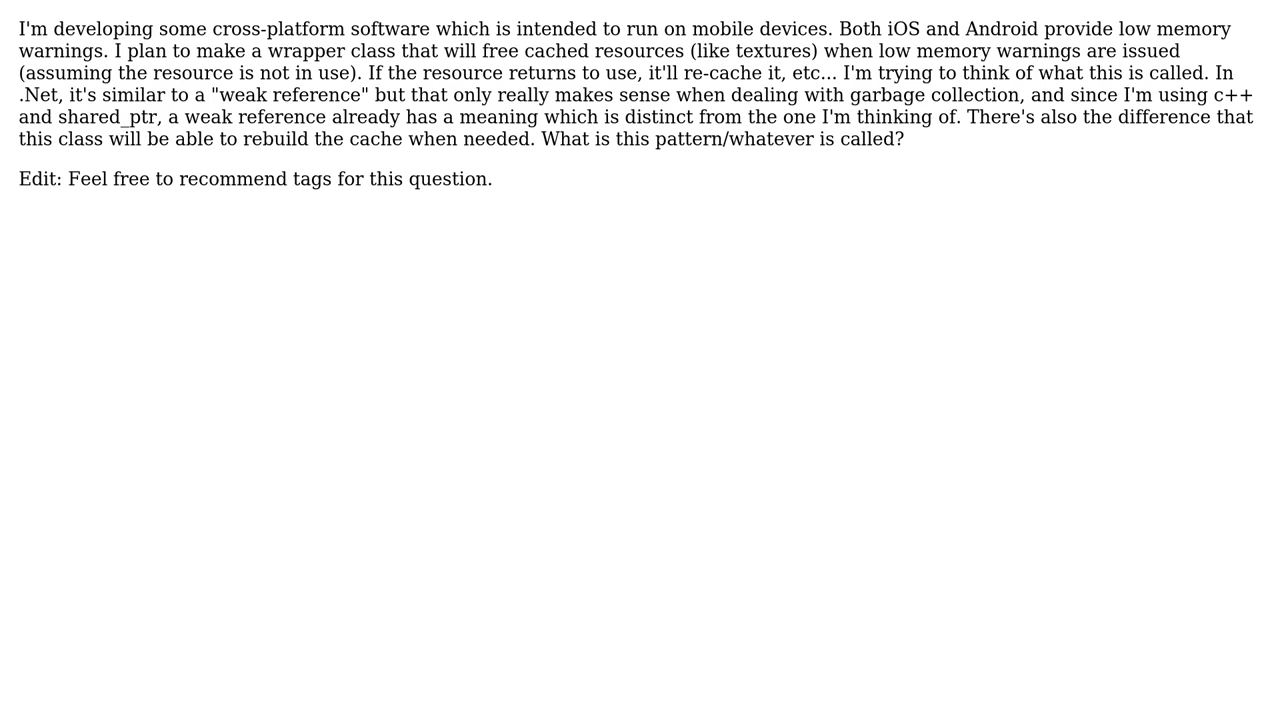 I'm developing some cross-platform software which is intended to run on mobile devices. Both iOS and Android provide low memory
warnings. I plan to make a wrapper class that will free cached resources (like textures) when low memory warnings are issued
(assuming the resource is not in use). If the resource returns to use, it'll re-cache it, etc... I'm trying to think of what this is called. In
.Net, it's similar to a "weak reference" but that only really makes sense when dealing with garbage collection, and since I'm using c++
and shared_ptr, a weak reference already has a meaning which is distinct from the one I'm thinking of. There's also the difference that
this class will be able to rebuild the cache when needed. What is this pattern/whatever is called?
Edit: Feel free to recommend tags for this question.